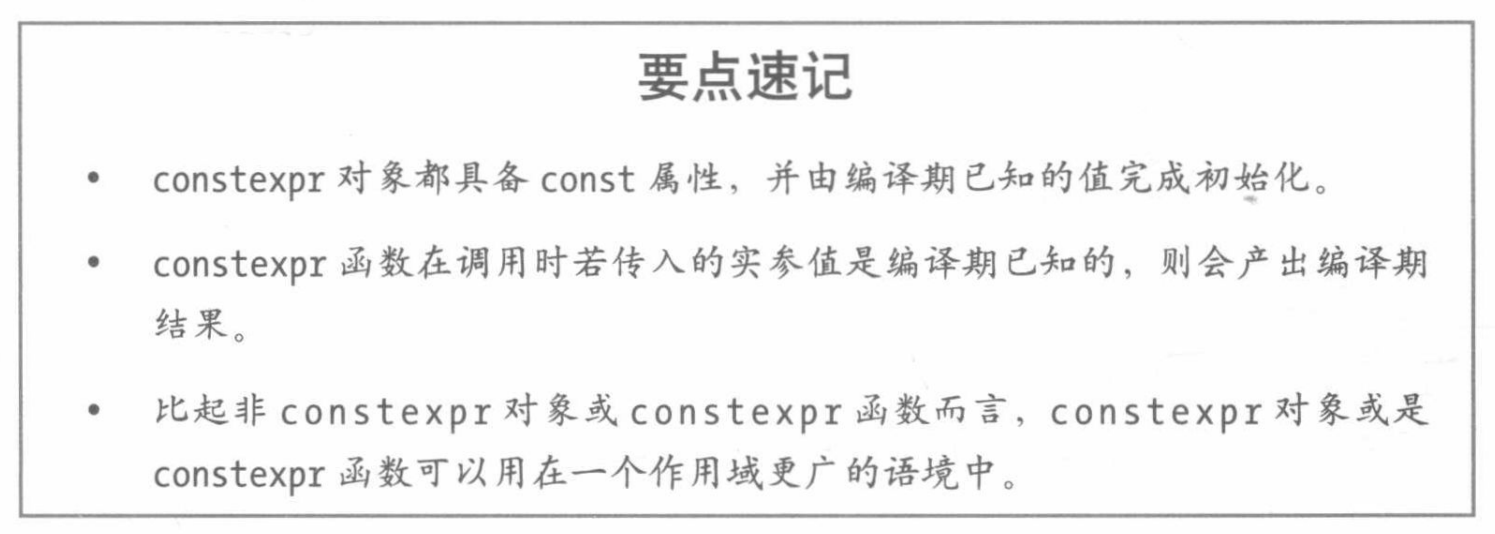 要点速记
• constexpr 对象都具备 const 属性，并由编译期已知的值完成初始化。
• constexpr 函数在调用时若传入的实参值是编译期已知的，则会产出编译期
结果。
• 比起非 constexpr 对象或 constexpr 函数而言，constexpr 对象或是
constexpr 函数可以用在一个作用域更广的语境中。